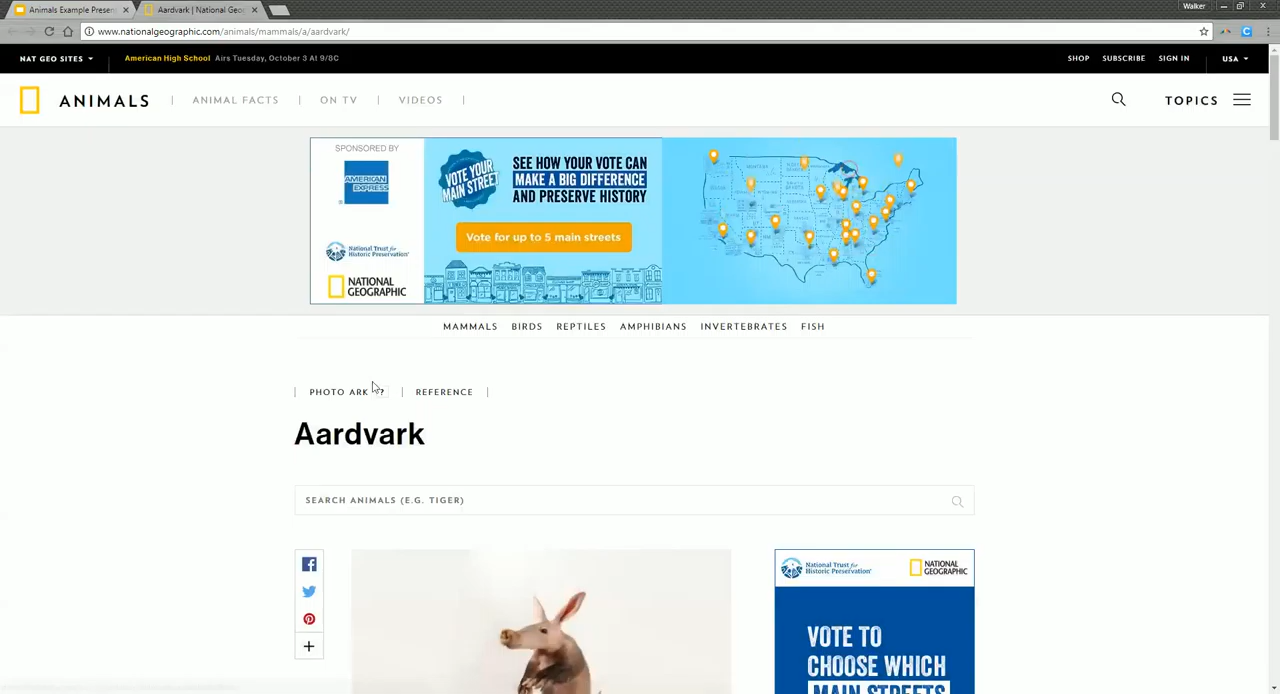 Animals Example Presen
Aardvark | National Geo
Walker
www.nationalgeographic.com/animals/mammals/a/aardvark/
NAT GEO SITES
American High School Airs Tuesday, October 3 At 9/8C
SHOP SUBSCRIBE SIGN IN USA
ANIMALS ANIMAL FACTS ON TV VIDEOS TOPICS
SPONSORED BY
AMERICAN EXPRESS
National Trust for Historic Preservation
NATIONAL GEOGRAPHIC
VOTE YOUR MAIN STREET
SEE HOW YOUR VOTE CAN
MAKE A BIG DIFFERENCE
AND PRESERVE HISTORY
Vote for up to 5 main streets
MAMMALS BIRDS REPTILES AMPHIBIANS INVERTEBRATES FISH
PHOTO ARK ?? REFERENCE
Aardvark
SEARCH ANIMALS (E.G. TIGER)
National Trust for Historic Preservation
NATIONAL GEOGRAPHIC
VOTE TO
CHOOSE WHICH
MAIN STREETS